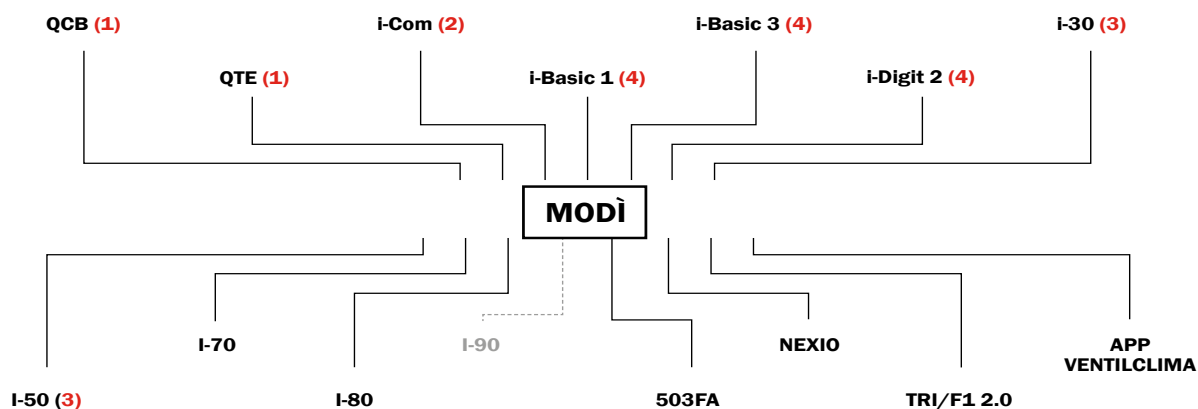 QCB (1)
i-Com (2)
i-Basic 3 (4)
i-30 (3)
QTE (1)
i-Basic 1 (4)
i-Digit 2 (4)
MODÌ
I-70
I-90
NEXIO
APP
VENTILCLIMA
I-50 (3)
I-80
503FA
TRI/F1 2.0